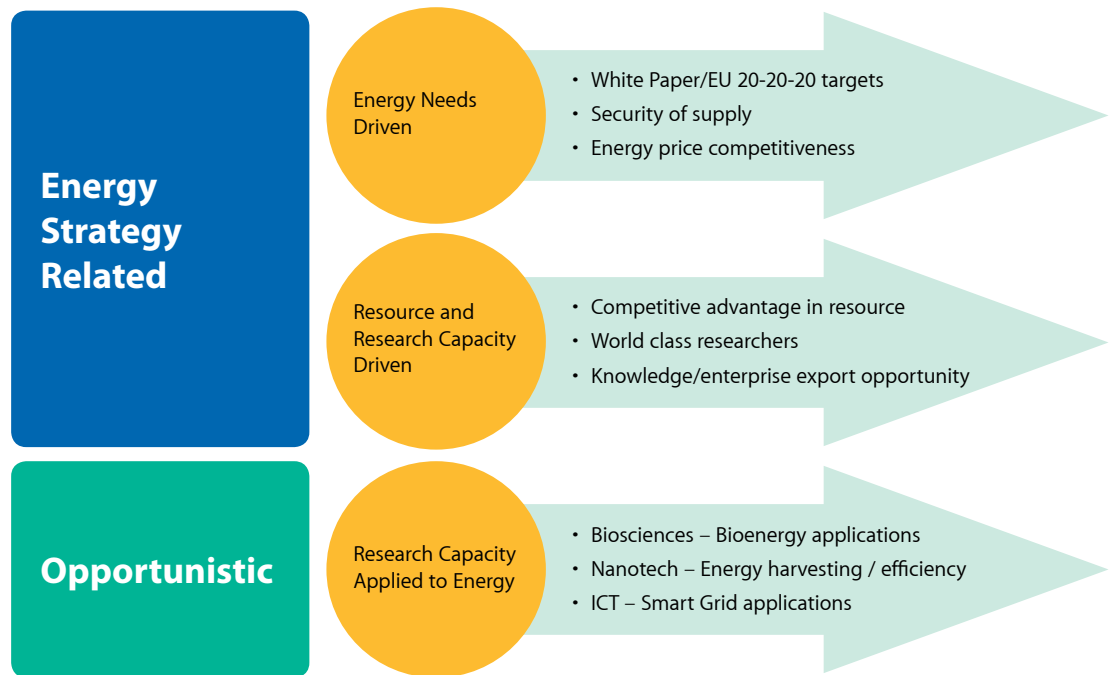 Energy
Strategy
Related
Energy Needs
Driven
• White Paper/EU 20-20-20 targets
• Security of supply
• Energy price competitiveness
Resource and
Research Capacity
Driven
• Competitive advantage in resource
• World class researchers
• Knowledge/enterprise export opportunity
Opportunistic
Research Capacity
Applied to Energy
• Biosciences – Bioenergy applications
• Nanotech – Energy harvesting / efficiency
• ICT – Smart Grid applications